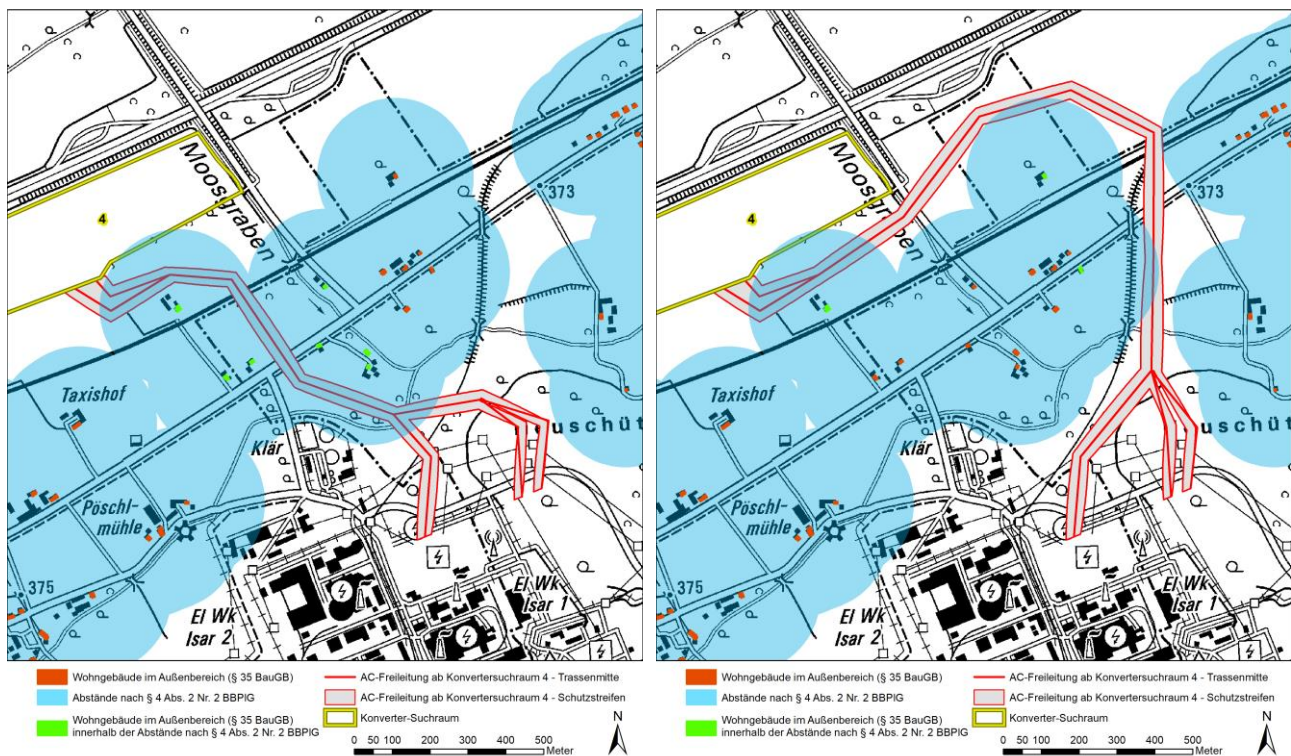 Moosgraben
373
4
Taxishof
Klär
uschüt
Pöschl-
mühle
375
El Wk
Isar 2
El Wk
Isar 1
Wohngebäude im Außenbereich (§ 35 BauGB)
Abstände nach § 4 Abs. 2 Nr. 2 BBPlG
Wohngebäude im Außenbereich (§ 35 BauGB)
innerhalb der Abstände nach § 4 Abs. 2 Nr. 2 BBPlG
AC-Freileitung ab Konvertersuchraum 4 - Trassenmitte
AC-Freileitung ab Konvertersuchraum 4 - Schutzstreifen
Konverter-Suchraum
N
0 50 100 200 300 400 500
Meter
Moosgraben
373
4
Taxishof
Klär
uschüt
Pöschl-
mühle
375
El Wk
Isar 2
El Wk
Isar 1
Wohngebäude im Außenbereich (§ 35 BauGB)
Abstände nach § 4 Abs. 2 Nr. 2 BBPlG
Wohngebäude im Außenbereich (§ 35 BauGB)
innerhalb der Abstände nach § 4 Abs. 2 Nr. 2 BBPlG
AC-Freileitung ab Konvertersuchraum 4 - Trassenmitte
AC-Freileitung ab Konvertersuchraum 4 - Schutzstreifen
Konverter-Suchraum
N
0 50 100 200 300 400 500
Meter